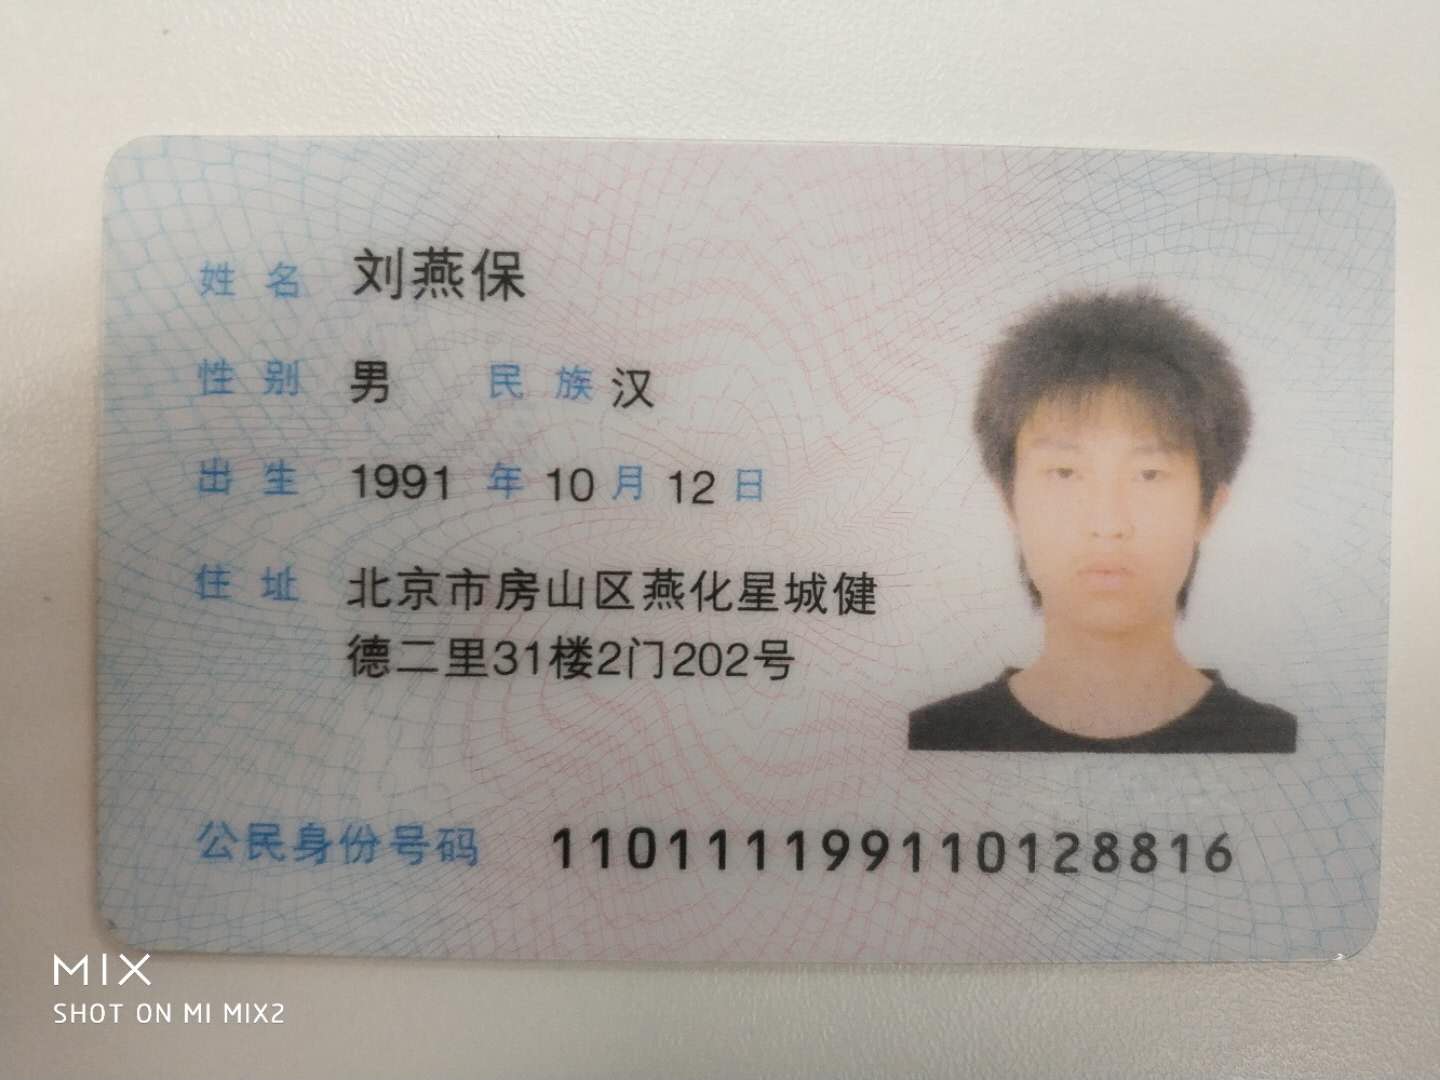 姓名 刘燕保
性别 男 民族 汉
出生 1991 年 10 月 12 日
住址 北京市房山区燕化星城健
德二里31楼2门202号
公民身份号码 110111199110128816
MIX
SHOT ON MI MIX2